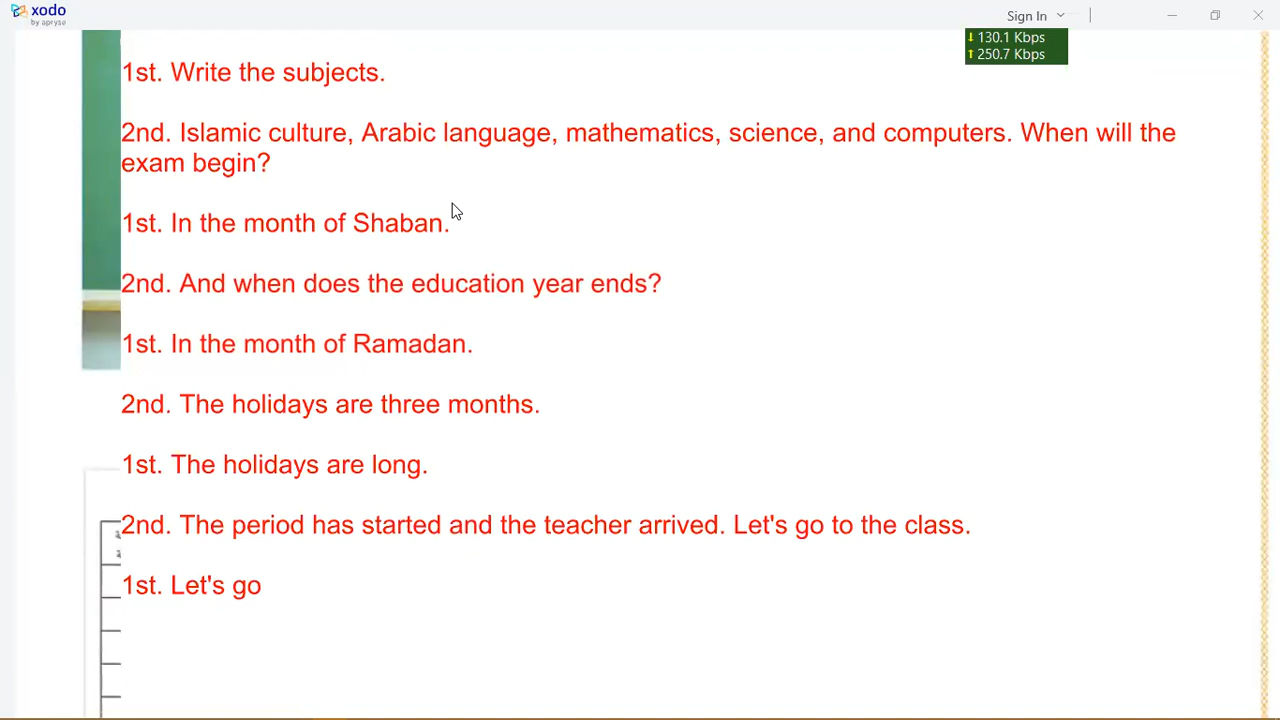 xodo
by apryse
Sign In
130.1 Kbps
250.7 Kbps
1st. Write the subjects.
2nd. Islamic culture, Arabic language, mathematics, science, and computers. When will the
exam begin?
1st. In the month of Shaban.
2nd. And when does the education year ends?
1st. In the month of Ramadan.
2nd. The holidays are three months.
1st. The holidays are long.
2nd. The period has started and the teacher arrived. Let's go to the class.
1st. Let's go